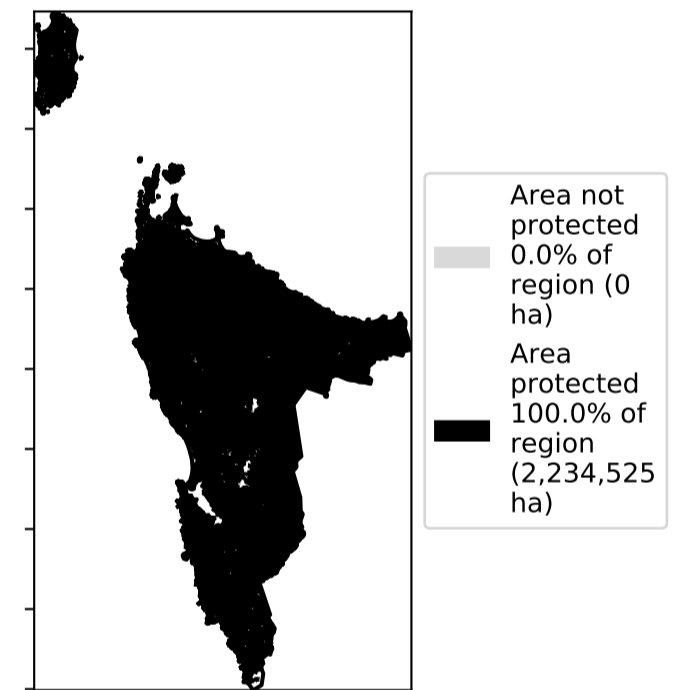 Area not
protected
0.0% of
region (0
ha)
Area
protected
100.0% of
region
(2,234,525
ha)